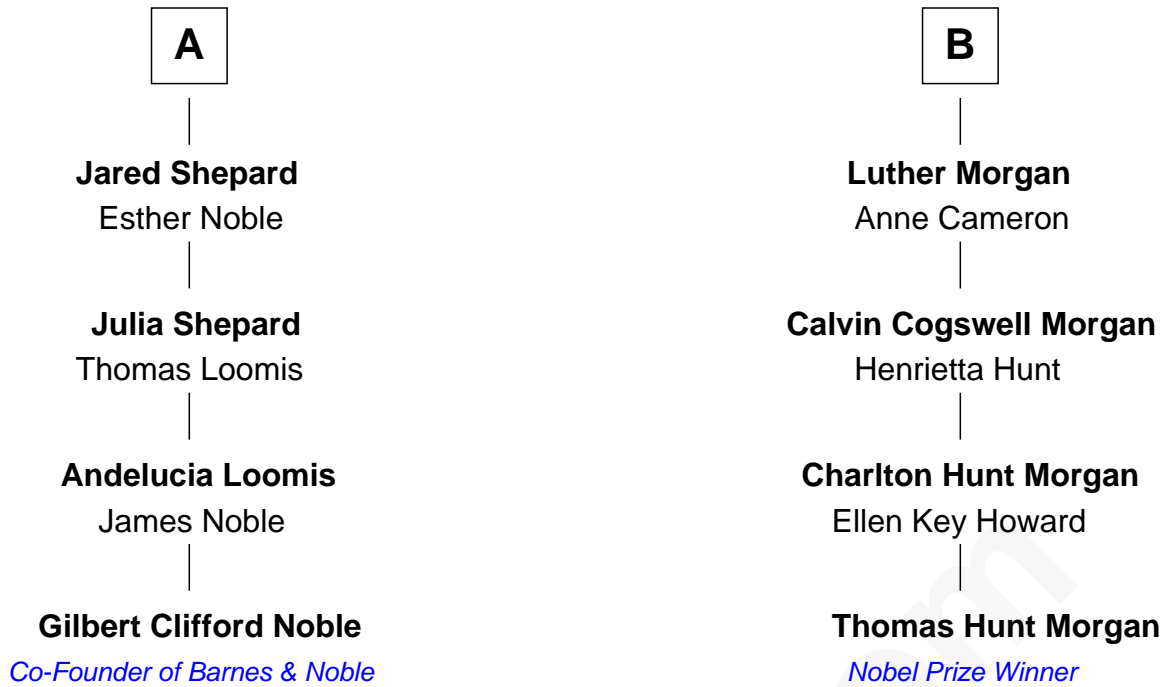 A
Jared Shepard
Esther Noble
Julia Shepard
Thomas Loomis
Andelucia Loomis
James Noble
Gilbert Clifford Noble
Co-Founder of Barnes & Noble
B
Luther Morgan
Anne Cameron
Calvin Cogswell Morgan
Henrietta Hunt
Charlton Hunt Morgan
Ellen Key Howard
Thomas Hunt Morgan
Nobel Prize Winner
om